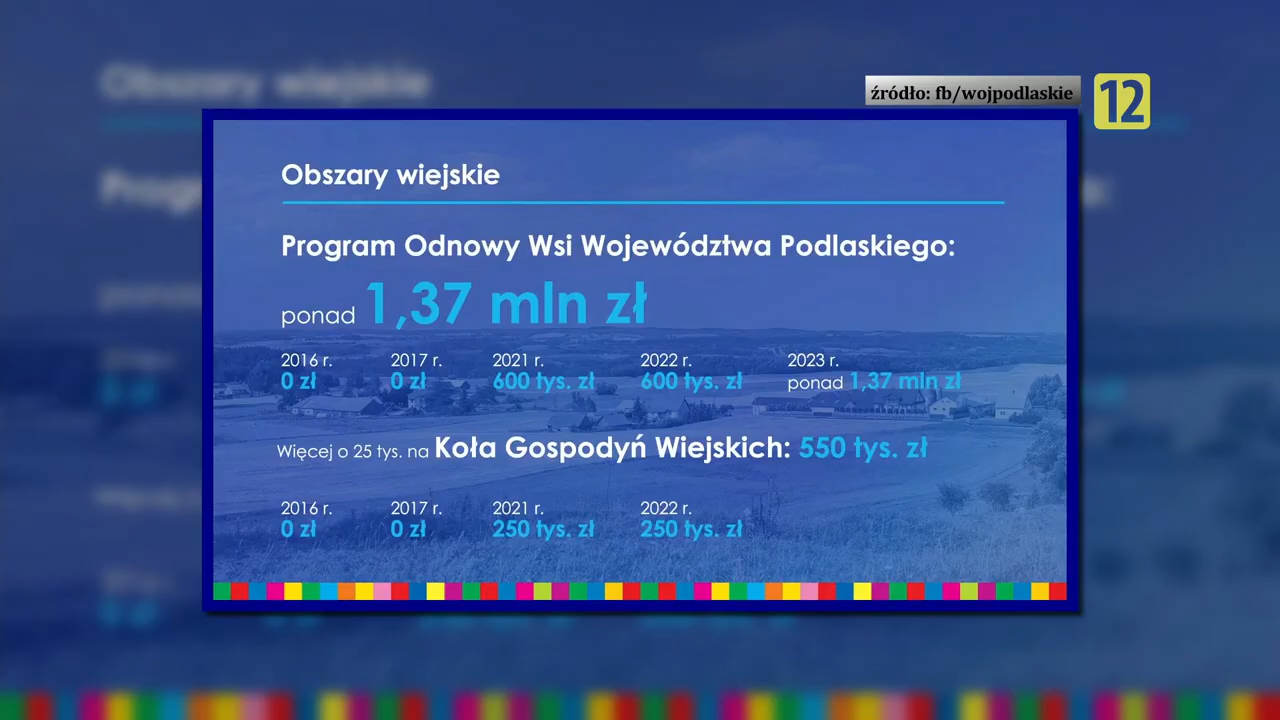 źródło: fb/wojpodlaskie
12
Obszary wiejskie
Program Odnowy Wsi Województwa Podlaskiego:
ponad 1,37 mln zł
2016 r. 2017 r. 2021 r. 2022 r. 2023 r.
0 zł 0 zł 600 tys. zł 600 tys. zł ponad 1,37 mln zł
Więcej o 25 tys. na Koła Gospodyń Wiejskich: 550 tys. zł
2016 r. 2017 r. 2021 r. 2022 r.
0 zł 0 zł 250 tys. zł 250 tys. zł